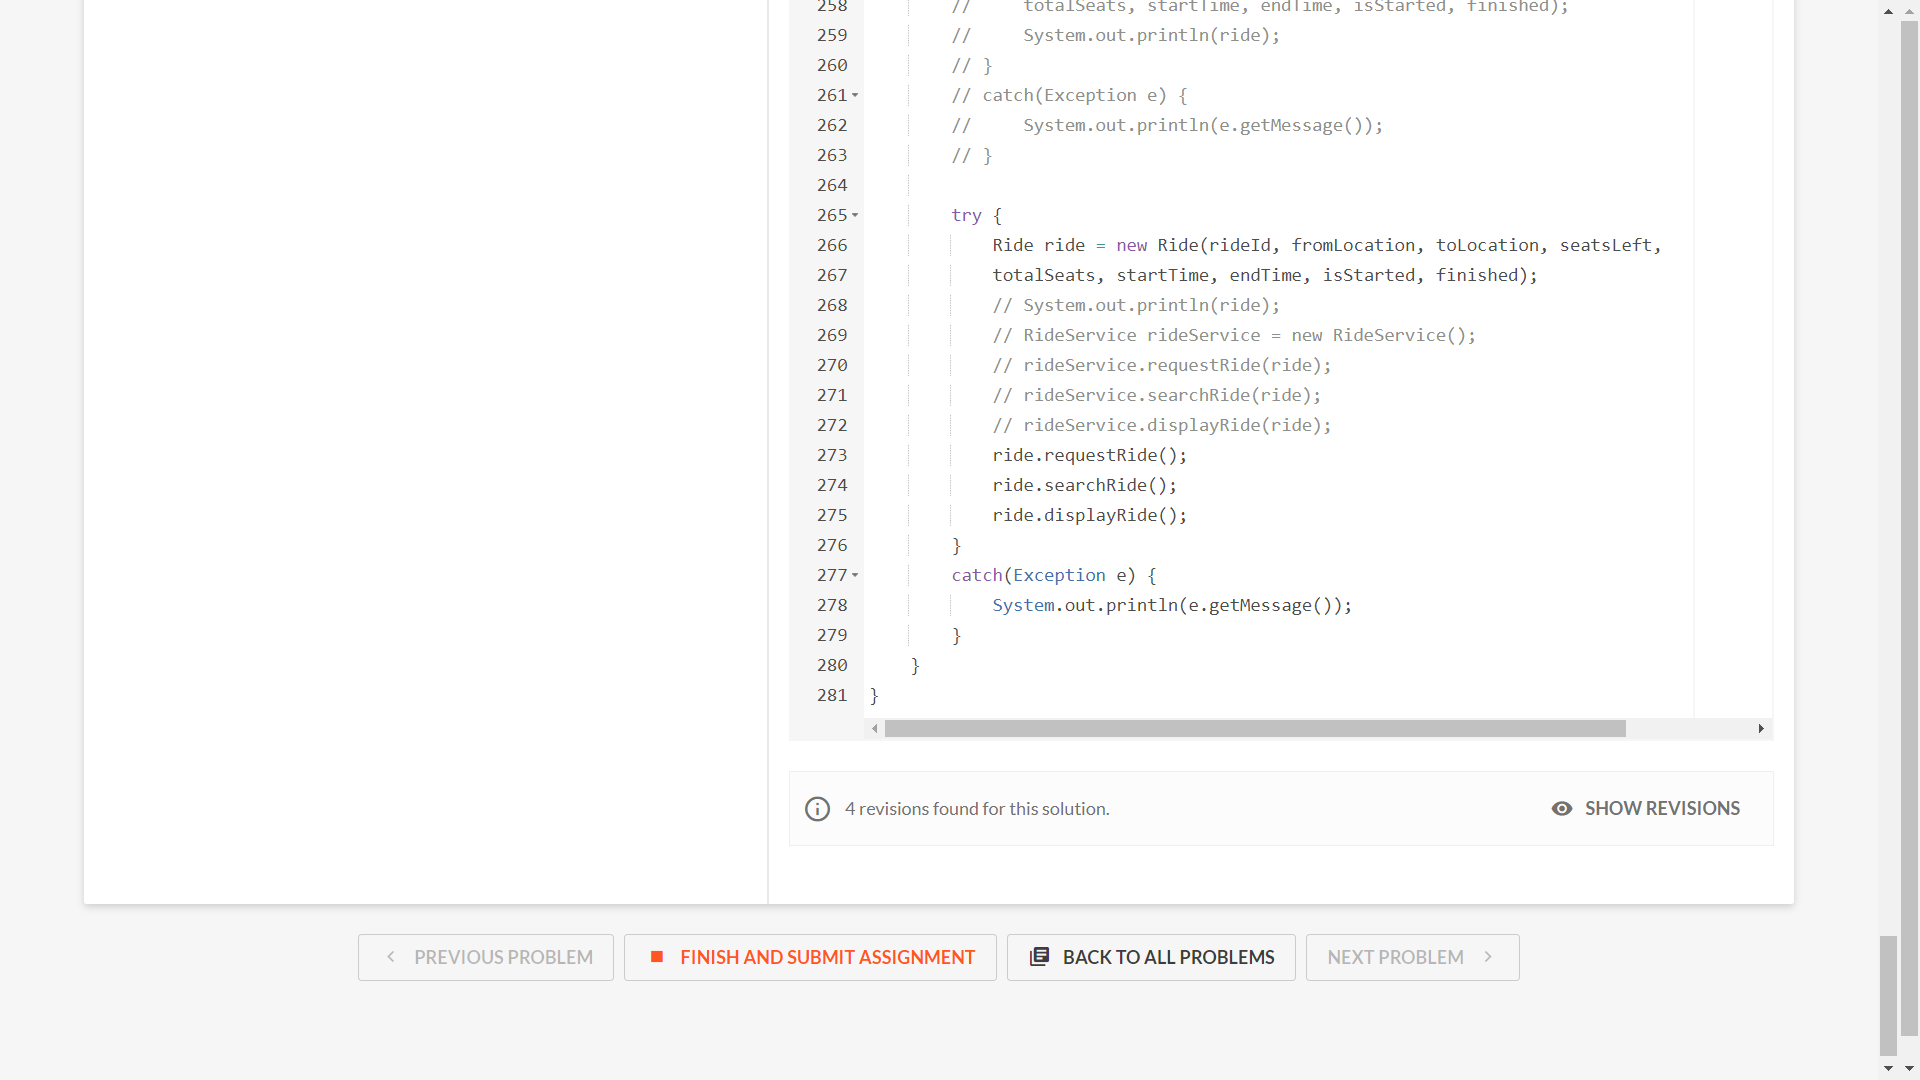 258 // totalSeats, startTime, endTime, isStarted, finished);
259 // System.out.println(ride);
260 // }
261 // catch(Exception e) {
262 // System.out.println(e.getMessage());
263 // }
264
265 try {
266 Ride ride = new Ride(rideId, fromLocation, toLocation, seatsLeft,
267 totalSeats, startTime, endTime, isStarted, finished);
268 // System.out.println(ride);
269 // RideService rideService = new RideService();
270 // rideService.requestRide(ride);
271 // rideService.searchRide(ride);
272 // rideService.displayRide(ride);
273 ride.requestRide();
274 ride.searchRide();
275 ride.displayRide();
276 }
277 catch(Exception e) {
278 System.out.println(e.getMessage());
279 }
280 }
281 }
4 revisions found for this solution. SHOW REVISIONS
PREVIOUS PROBLEM FINISH AND SUBMIT ASSIGNMENT BACK TO ALL PROBLEMS NEXT PROBLEM